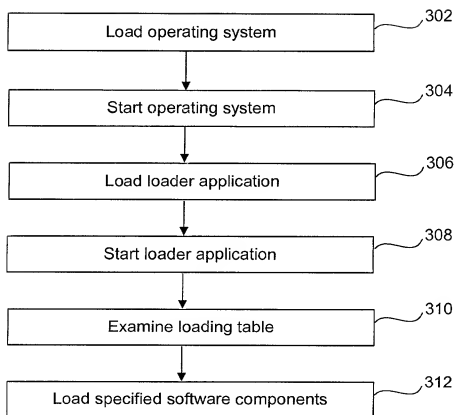 Load operating system
302
Start operating system
304
Load loader application
306
Start loader application
308
Examine loading table
310
Load specified software components
312